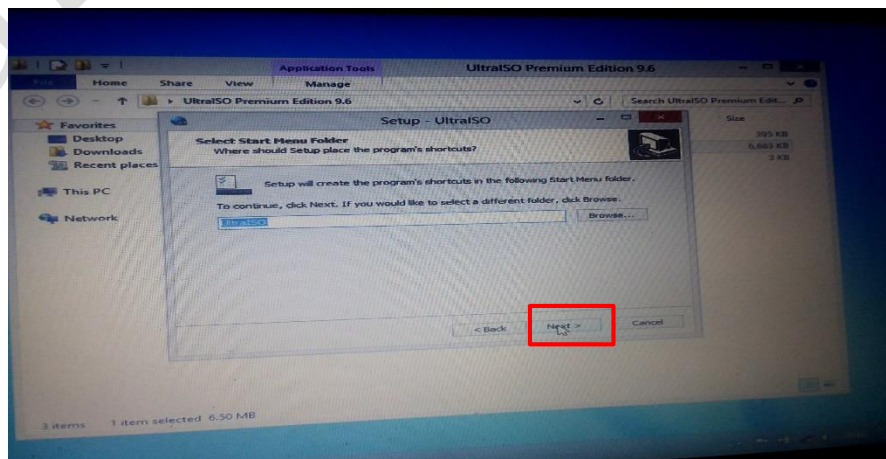 Application Tools
UltraISO Premium Edition 9.6
File Home Share View Manage
UltraISO Premium Edition 9.6
Search UltraISO Premium Edit...
Favorites
Desktop
Downloads
Recent places
This PC
Network
Size
395 KB
6,663 KB
3 KB
Setup - UltraISO
Select Start Menu Folder
Where should Setup place the program's shortcuts?
Setup will create the program's shortcuts in the following Start Menu folder.
To continue, click Next. If you would like to select a different folder, click Browse.
UltraISO
Browse...
< Back Next > Cancel
3 items 1 item selected 6.50 MB